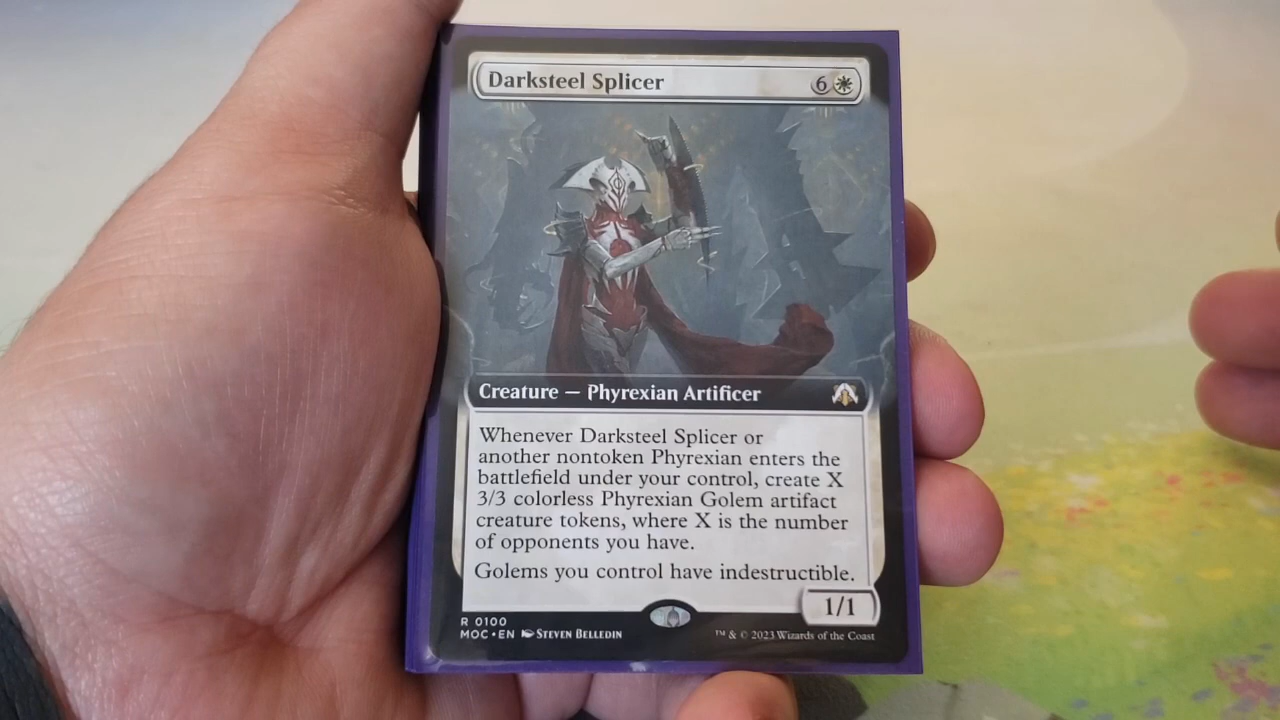 Darksteel Splicer 6
Creature — Phyrexian Artificer
Whenever Darksteel Splicer or
another nontoken Phyrexian enters the
battlefield under your control, create X
3/3 colorless Phyrexian Golem artifact
creature tokens, where X is the number
of opponents you have.
Golems you control have indestructible.
1/1
R 0100
MOC • EN Steven Belledin
™ & © 2023 Wizards of the Coast